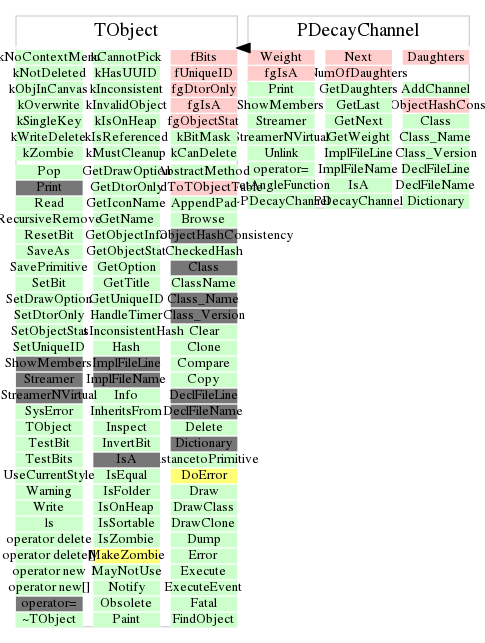 TObject PDecayChannel
kNoContextMenu kCannotPick fBits Weight Next Daughters
kNotDeleted kHasUUID fUniqueID fgIsA NumOfDaughters
kObjInCanvas kInconsistent fgDtorOnly Print GetDaughters AddChannel
kOverwrite kInvalidObject fgIsA ShowMembers GetLast
kSingleKey kIsOnHeap fgObjectStat Streamer GetNext Class
kWriteDelete kIsReferenced kBitMask StreamerNVirtual GetWeight Class_Name
kZombie kMustCleanup kCanDelete Unlink ImplFileLine Class_Version
Pop GetDrawOption AbstractMethod operator= ImplFileName DeclFileLine
Print GetDtorOnly IsA DeclFileName
Read GetIconName AppendPad PDecayChannel Dictionary
RecursiveRemove GetName Browse
ResetBit GetObjectInfo ObjectHashConsistency
SaveAs GetObjectStat CheckedHash
SavePrimitive GetOption Class
SetBit GetTitle ClassName
SetDrawOption GetUniqueID Class_Name
SetDtorOnly HandleTimer Class_Version
SetObjectStat Clear
SetUniqueID Hash Clone
ShowMembers ImplFileLine Compare
Streamer ImplFileName Copy
StreamerNVirtual Info DeclFileLine
SysError InheritsFrom DeclFileName
TObject Inspect Delete
TestBit InvertBit Dictionary
TestBits IsA
UseCurrentStyle IsEqual DoError
Warning IsFolder Draw
Write IsOnHeap DrawClass
ls IsSortable DrawClone
operator delete IsZombie Dump
operator delete[] MakeZombie Error
operator new MayNotUse Execute
operator new[] Notify ExecuteEvent
operator= Obsolete Fatal
~TObject Paint FindObject